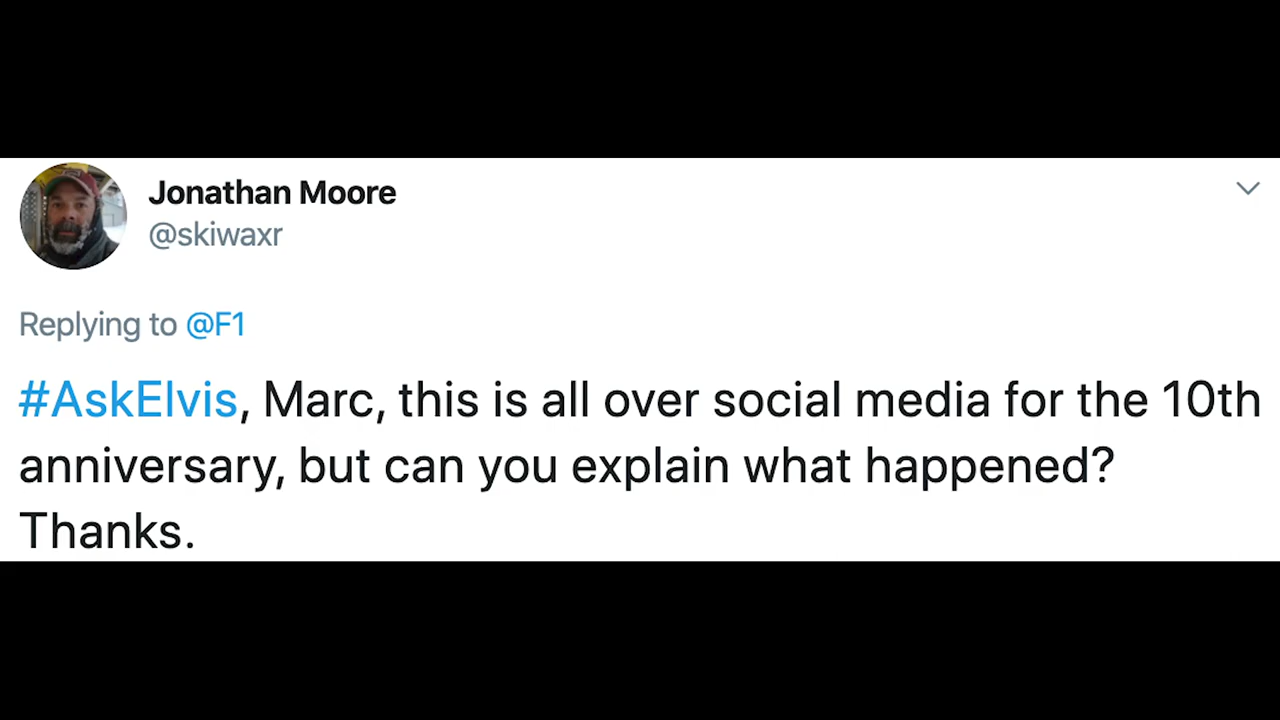 Jonathan Moore
@skiwaxr
Replying to @F1
#AskElvis, Marc, this is all over social media for the 10th
anniversary, but can you explain what happened?
Thanks.